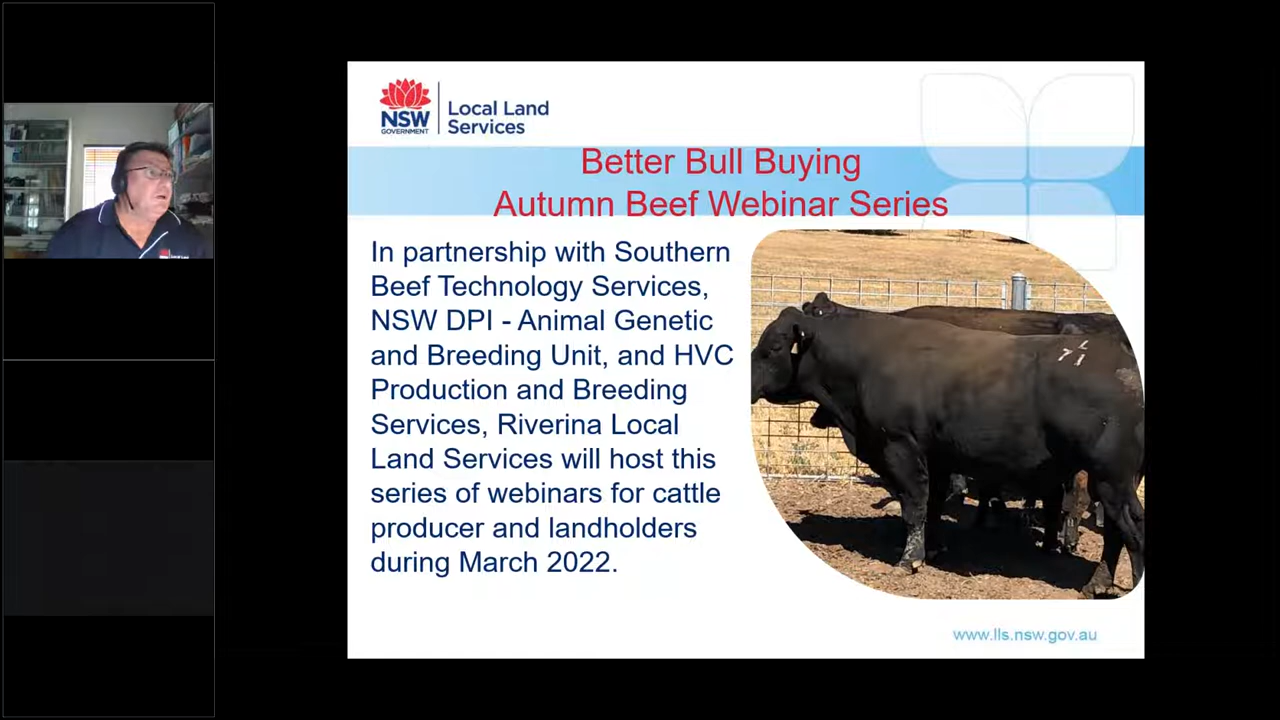 NSW
GOVERNMENT
Local Land
Services
Better Bull Buying
Autumn Beef Webinar Series
In partnership with Southern
Beef Technology Services,
NSW DPI - Animal Genetic
and Breeding Unit, and HVC
Production and Breeding
Services, Riverina Local
Land Services will host this
series of webinars for cattle
producer and landholders
during March 2022.
L
71
www.lls.nsw.gov.au